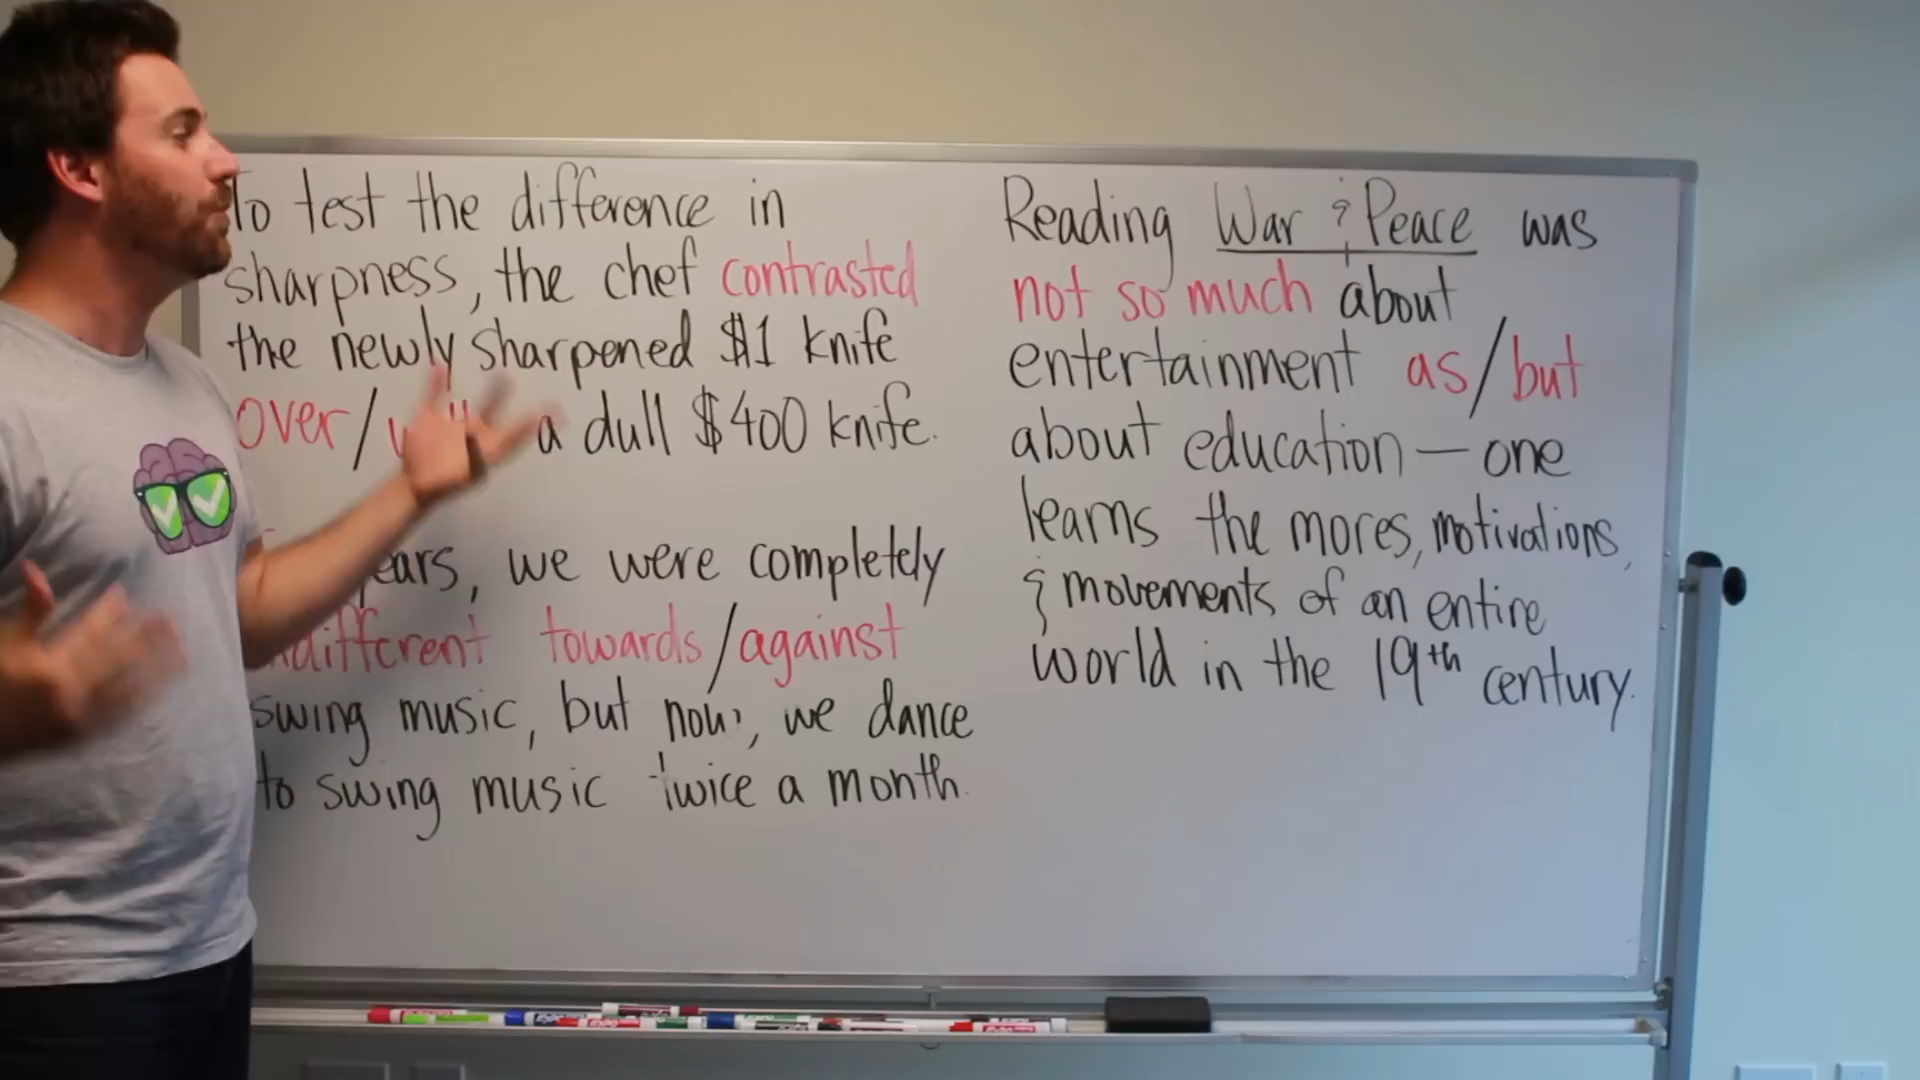 To test the difference in
sharpness, the chef contrasted
the newly sharpened $1 knife
over/ a dull $400 knife.
we were completely
towards/against
swing music, but now, we dance
to swing music twice a month.
Reading War & Peace was
not so much about
entertainment as/but
about education — one
learns the mores, motivations,
& movements of an entire
world in the 19th century.